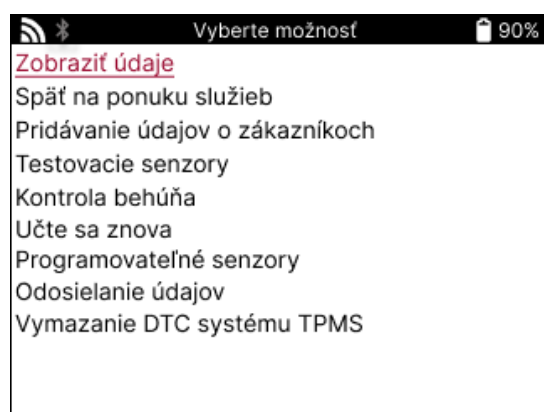 Vyberte možnosť
90%
Zobraziť údaje
Späť na ponuku služieb
Pridávanie údajov o zákazníkoch
Testovacie senzory
Kontrola behúňa
Učte sa znova
Programovateľné senzory
Odosielanie údajov
Vymazanie DTC systému TPMS